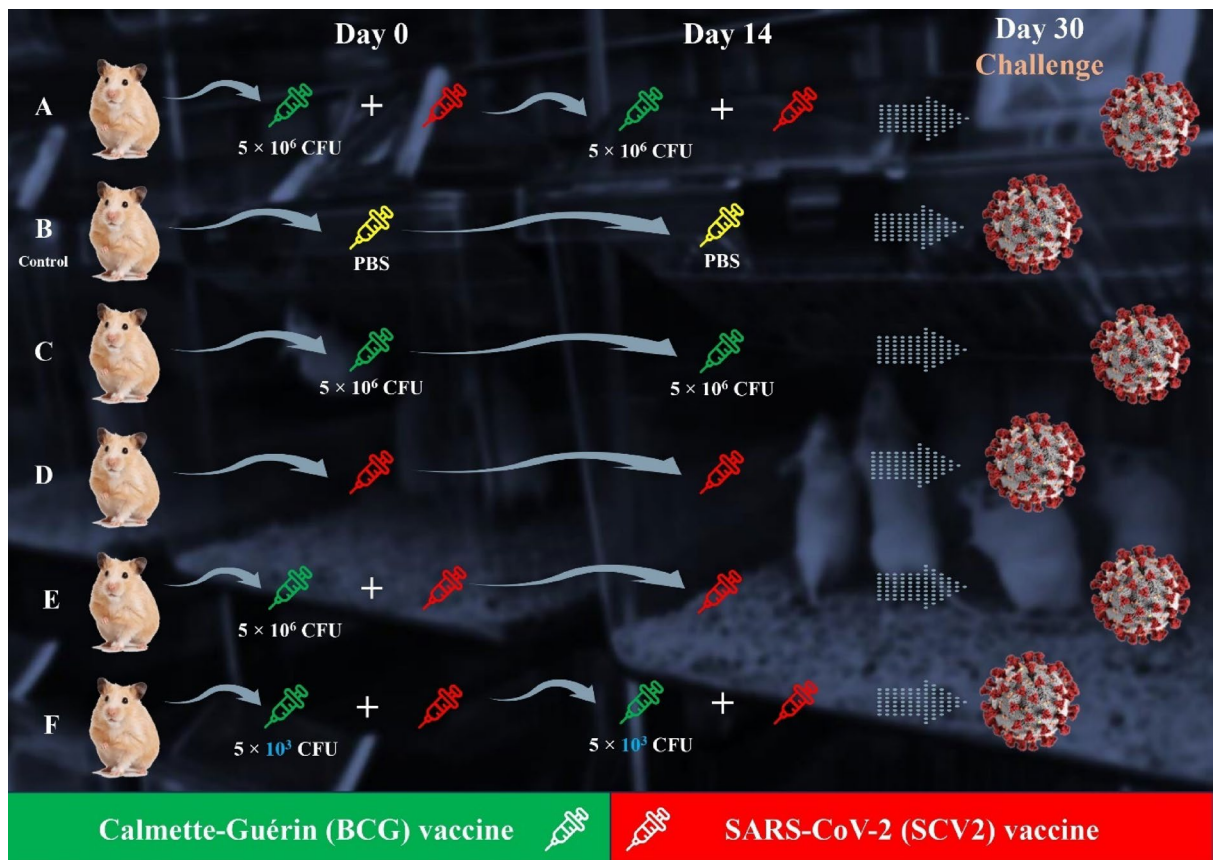 Day 0 Day 14 Day 30
Challenge
A + +
5 × 10⁶ CFU 5 × 10⁶ CFU
B
Control PBS PBS
C
5 × 10⁶ CFU 5 × 10⁶ CFU
D
E +
5 × 10⁶ CFU
F + +
5 × 10³ CFU 5 × 10³ CFU
Calmette-Guérin (BCG) vaccine SARS-CoV-2 (SCV2) vaccine